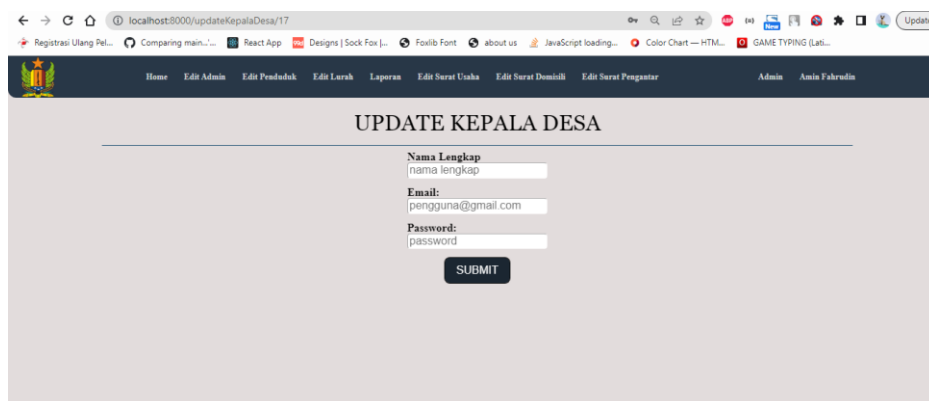 localhost:8000/updateKepalaDesa/17
New
Update
Registrasi Ulang Pel... Comparing main...'... React App Designs | Sock Fox |... Foxlib Font about us JavaScript loading... Color Chart — HTM... GAME TYPING (Lati...
Home Edit Admin Edit Penduduk Edit Lurah Laporan Edit Surat Usaha Edit Surat Domisili Edit Surat Pengantar Admin Amin Fahrudin
UPDATE KEPALA DESA
Nama Lengkap
nama lengkap
Email:
pengguna@gmail.com
Password:
password
SUBMIT